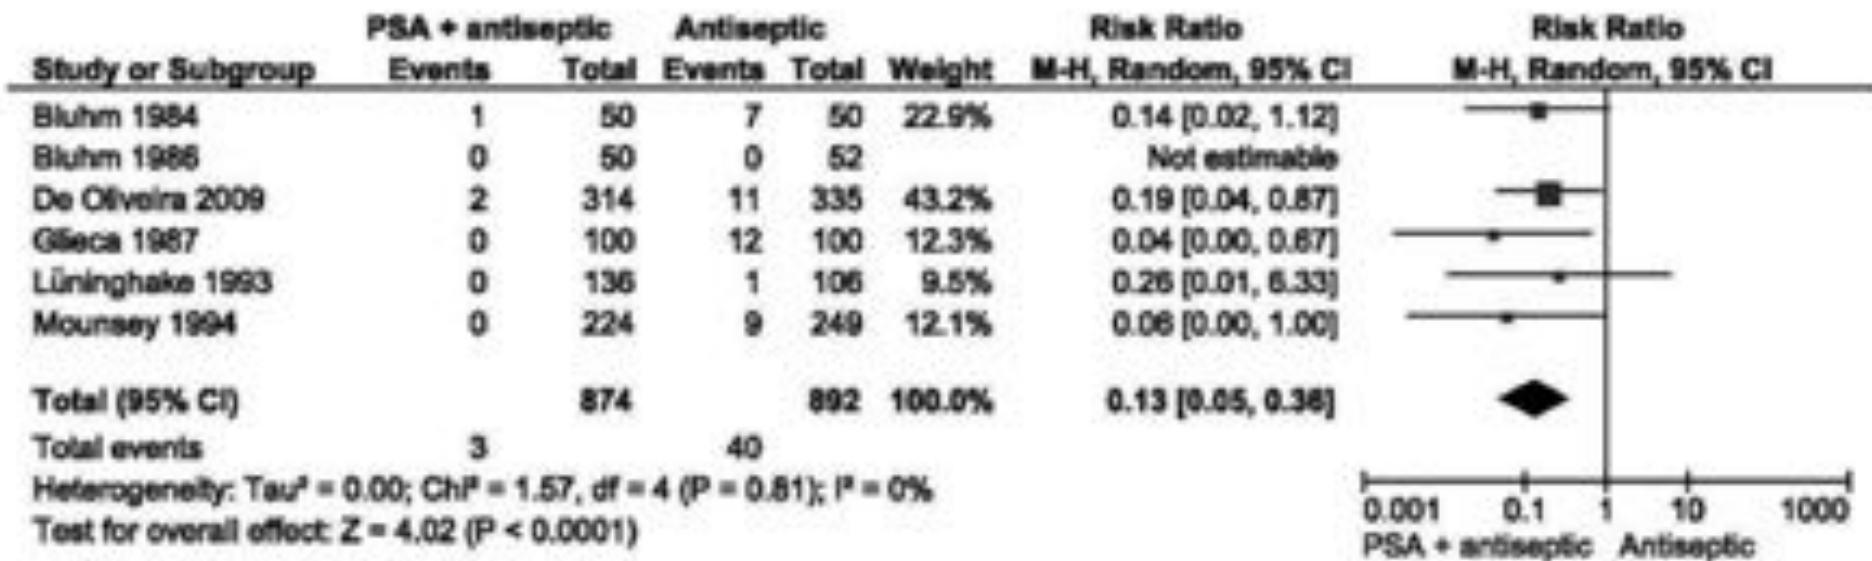 PSA + antiseptic Antiseptic Risk Ratio Risk Ratio
Study or Subgroup Events Total Events Total Weight M-H, Random, 95% CI M-H, Random, 95% CI
Bluhm 1984 1 50 7 50 22.9% 0.14 [0.02, 1.12]
Bluhm 1986 0 50 0 52 Not estimable
De Oliveira 2009 2 314 11 335 43.2% 0.19 [0.04, 0.87]
Glieca 1987 0 100 12 100 12.3% 0.04 [0.00, 0.67]
Lüninghake 1993 0 136 1 106 9.5% 0.26 [0.01, 6.33]
Mounsey 1994 0 224 9 249 12.1% 0.06 [0.00, 1.00]
Total (95% CI) 874 892 100.0% 0.13 [0.05, 0.36]
Total events 3 40
Heterogeneity: Tau² = 0.00; Chi² = 1.57, df = 4 (P = 0.81); I² = 0%
Test for overall effect: Z = 4.02 (P < 0.0001)
0.001 0.1 1 10 1000
PSA + antiseptic Antiseptic